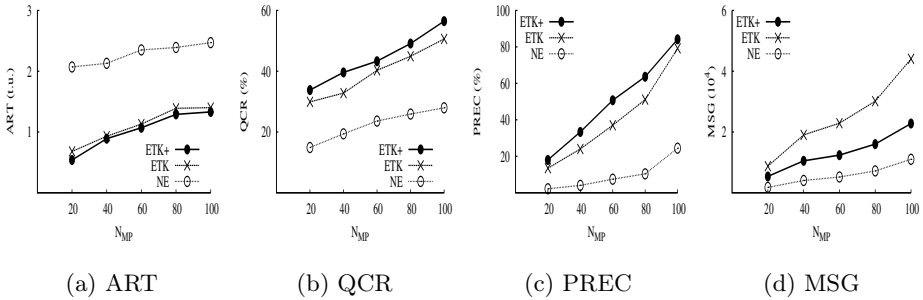 3
2
1
ART (t.u.)
ETK+
ETK
NE
20 40 60 80 100
N_MP
(a) ART
60
40
20
QCR (%)
ETK+
ETK
NE
20 40 60 80 100
N_MP
(b) QCR
100
80
60
40
20
PREC (%)
ETK+
ETK
NE
20 40 60 80 100
N_MP
(c) PREC
6
4
2
MSG (10^4)
ETK+
ETK
NE
20 40 60 80 100
N_MP
(d) MSG